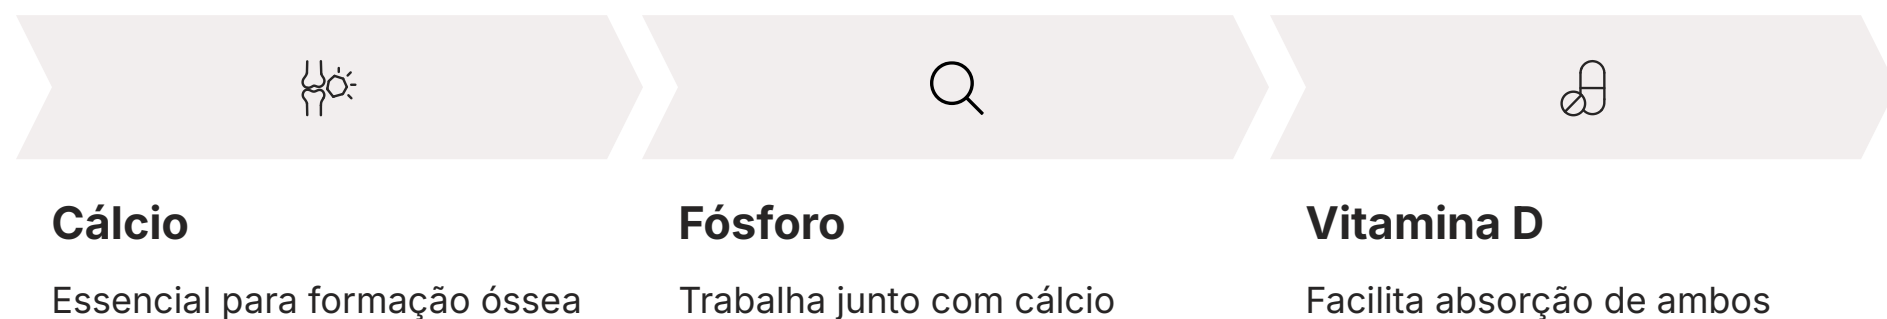 Cálcio
Essencial para formação óssea
Fósforo
Trabalha junto com cálcio
Vitamina D
Facilita absorção de ambos